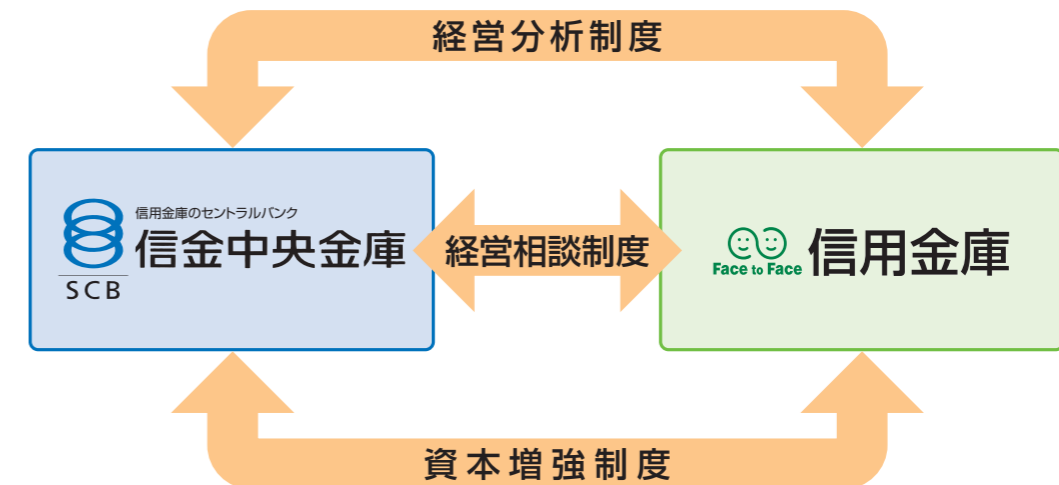 経営分析制度
信用金庫のセントラルバンク
信金中央金庫
SCB
経営相談制度
Face to Face
信用金庫
資本増強制度